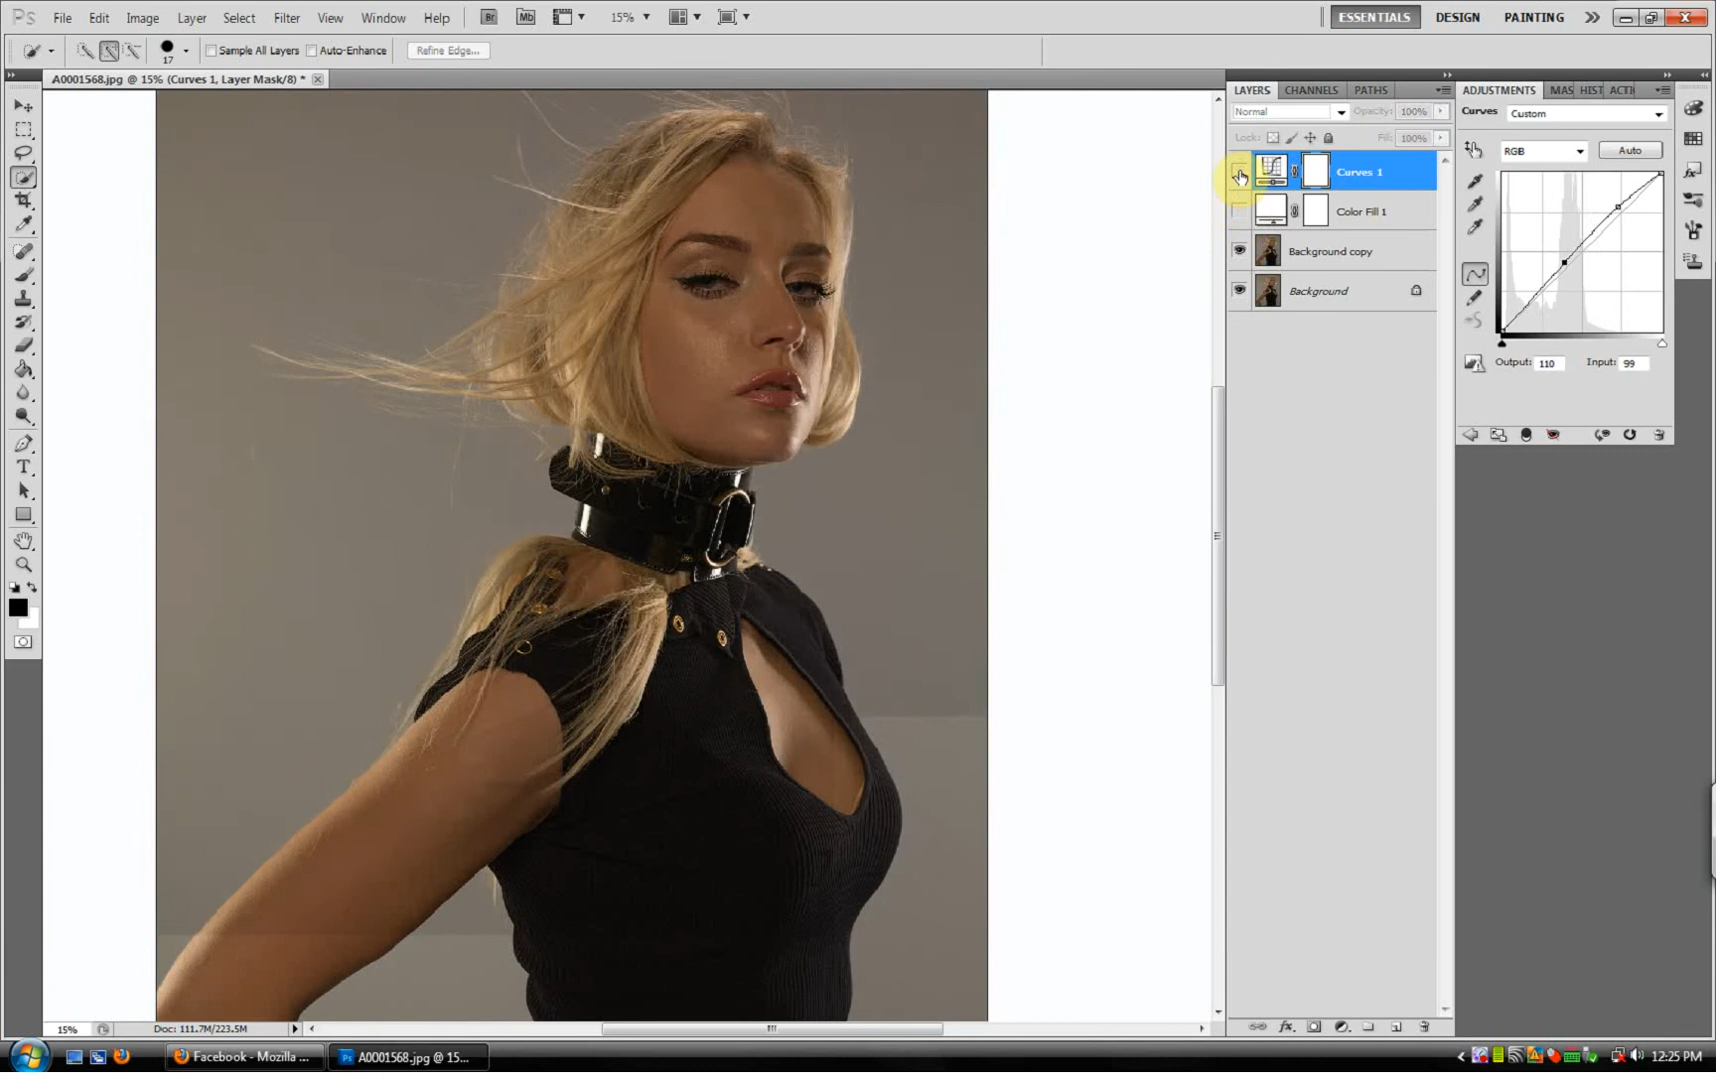 Ps File Edit Image Layer Select Filter View Window Help Br Mb 15% ESSENTIALS DESIGN PAINTING
17 Sample All Layers Auto-Enhance Refine Edge...
A0001568.jpg @ 15% (Curves 1, Layer Mask/8) *
LAYERS CHANNELS PATHS
Normal Opacity: 100%
Lock: Fill: 100%
Curves 1
Color Fill 1
Background copy
Background
ADJUSTMENTS MAS HIST ACTI
Curves Custom
RGB Auto
Output: 110 Input: 99
15% Doc: 111.7M/223.5M
Facebook - Mozilla ... A0001568.jpg @ 15... 12:25 PM